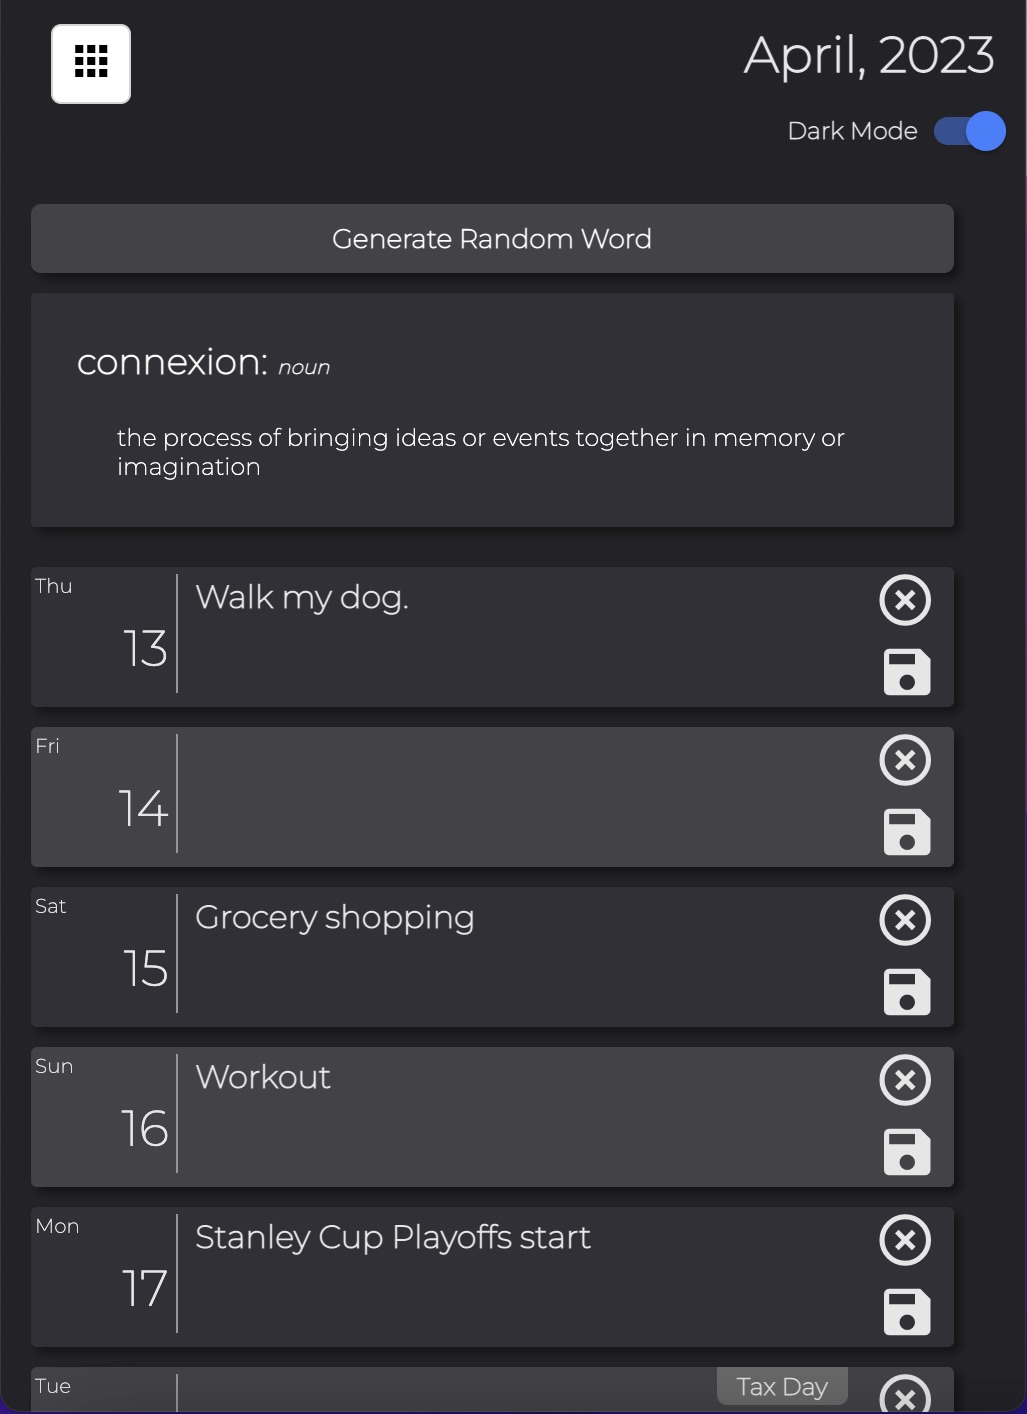 April, 2023
Dark Mode
Generate Random Word
connexion: noun
the process of bringing ideas or events together in memory or
imagination
Thu
13
Walk my dog.
Fri
14
Sat
15
Grocery shopping
Sun
16
Workout
Mon
17
Stanley Cup Playoffs start
Tue
Tax Day